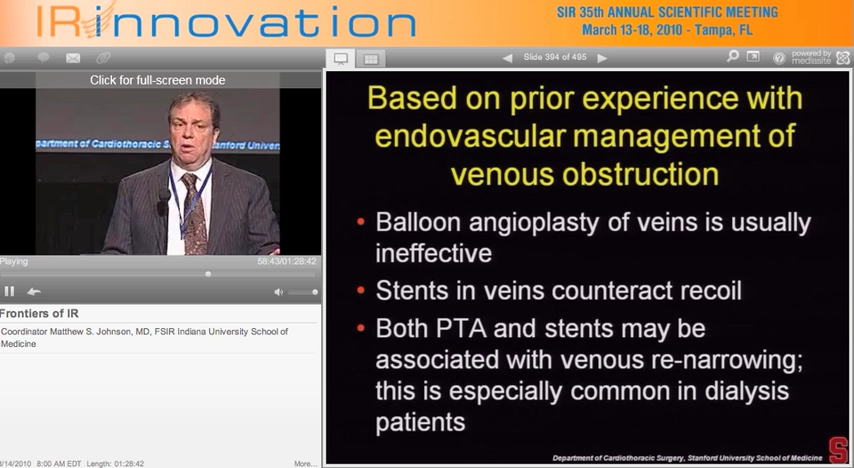 IR innovation
SIR 35th ANNUAL SCIENTIFIC MEETING
March 13-18, 2010 - Tampa, FL
Slide 394 of 495
powered by
mediasite
Click for full-screen mode
epartment of Cardiothoracic S
Stanford Univers
Playing
58:43/01:28:42
Frontiers of IR
Coordinator Matthew S. Johnson, MD, FSIR Indiana University School of
Medicine
/14/2010 8:00 AM EDT Length: 01:28:42
More...
Based on prior experience with
endovascular management of
venous obstruction
• Balloon angioplasty of veins is usually
ineffective
• Stents in veins counteract recoil
• Both PTA and stents may be
associated with venous re-narrowing;
this is especially common in dialysis
patients
Department of Cardiothoracic Surgery, Stanford University School of Medicine
S